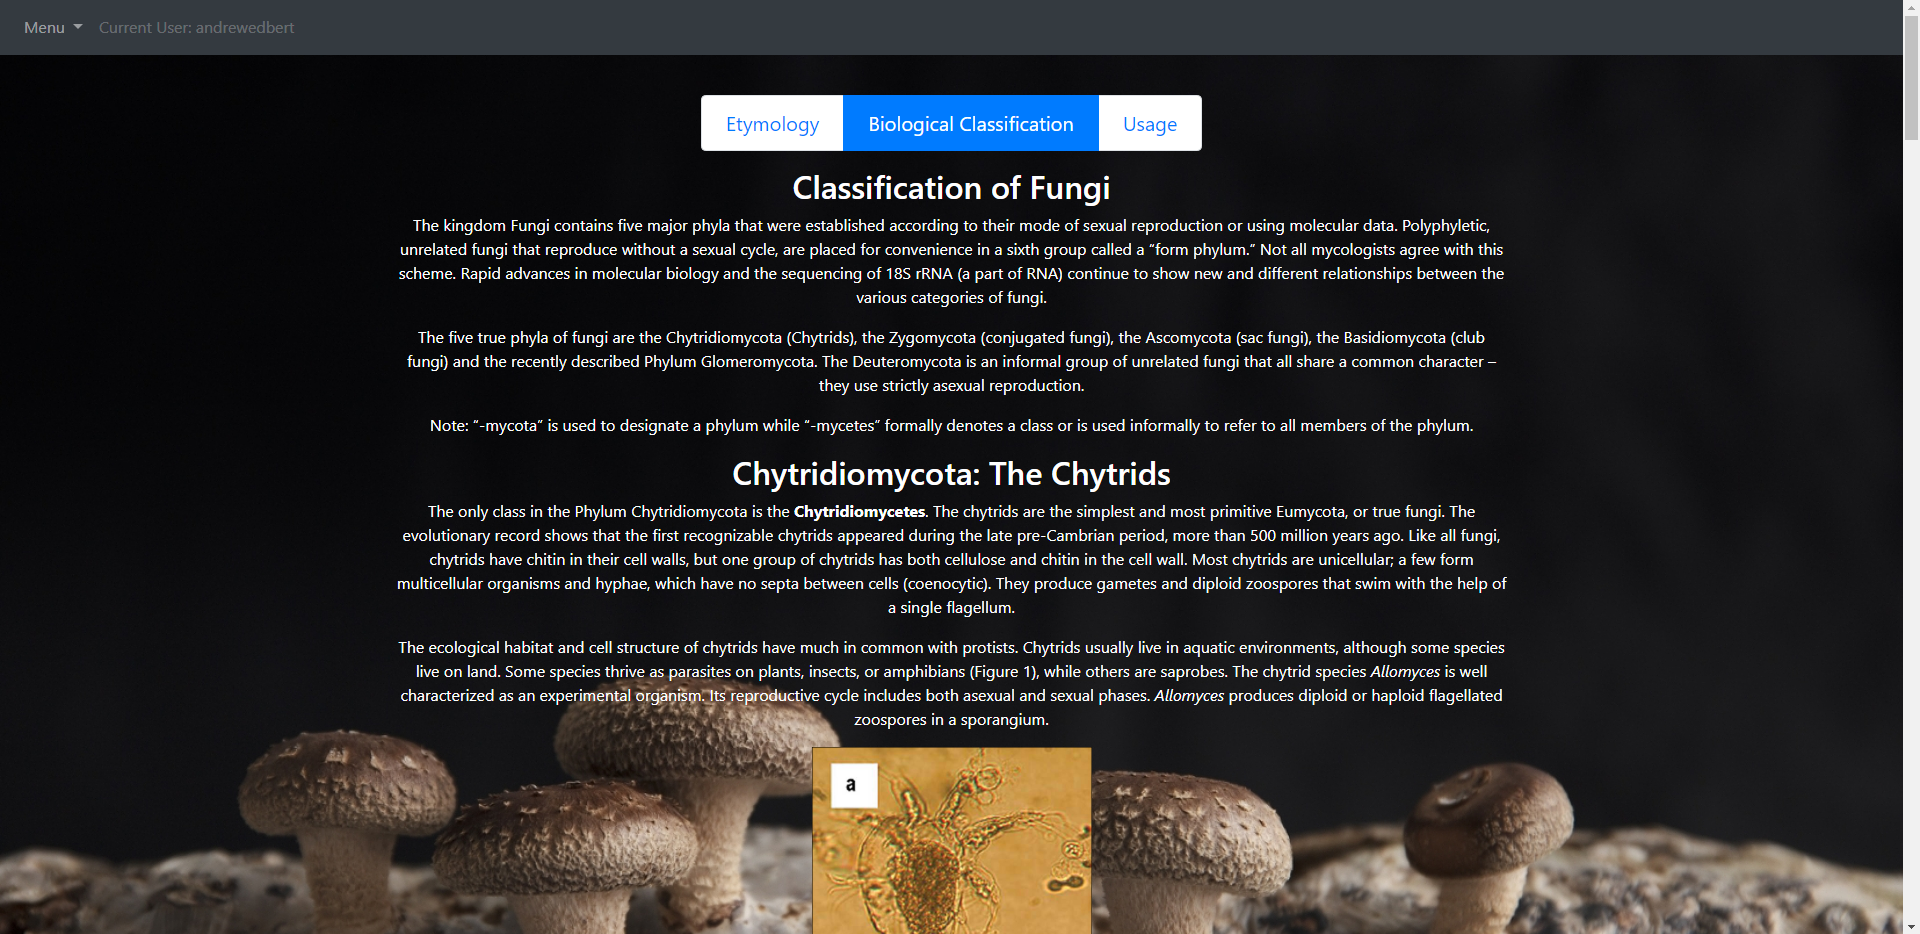 Menu Current User: andrewedbert
Etymology Biological Classification Usage
Classification of Fungi
The kingdom Fungi contains five major phyla that were established according to their mode of sexual reproduction or using molecular data. Polyphyletic,
unrelated fungi that reproduce without a sexual cycle, are placed for convenience in a sixth group called a “form phylum.” Not all mycologists agree with this
scheme. Rapid advances in molecular biology and the sequencing of 18S rRNA (a part of RNA) continue to show new and different relationships between the
various categories of fungi.
The five true phyla of fungi are the Chytridiomycota (Chytrids), the Zygomycota (conjugated fungi), the Ascomycota (sac fungi), the Basidiomycota (club
fungi) and the recently described Phylum Glomeromycota. The Deuteromycota is an informal group of unrelated fungi that all share a common character –
they use strictly asexual reproduction.
Note: “-mycota” is used to designate a phylum while “-mycetes” formally denotes a class or is used informally to refer to all members of the phylum.
Chytridiomycota: The Chytrids
The only class in the Phylum Chytridiomycota is the Chytridiomycetes. The chytrids are the simplest and most primitive Eumycota, or true fungi. The
evolutionary record shows that the first recognizable chytrids appeared during the late pre-Cambrian period, more than 500 million years ago. Like all fungi,
chytrids have chitin in their cell walls, but one group of chytrids has both cellulose and chitin in the cell wall. Most chytrids are unicellular; a few form
multicellular organisms and hyphae, which have no septa between cells (coenocytic). They produce gametes and diploid zoospores that swim with the help of
a single flagellum.
The ecological habitat and cell structure of chytrids have much in common with protists. Chytrids usually live in aquatic environments, although some species
live on land. Some species thrive as parasites on plants, insects, or amphibians (Figure 1), while others are saprobes. The chytrid species Allomyces is well
characterized as an experimental organism. Its reproductive cycle includes both asexual and sexual phases. Allomyces produces diploid or haploid flagellated
zoospores in a sporangium.
a